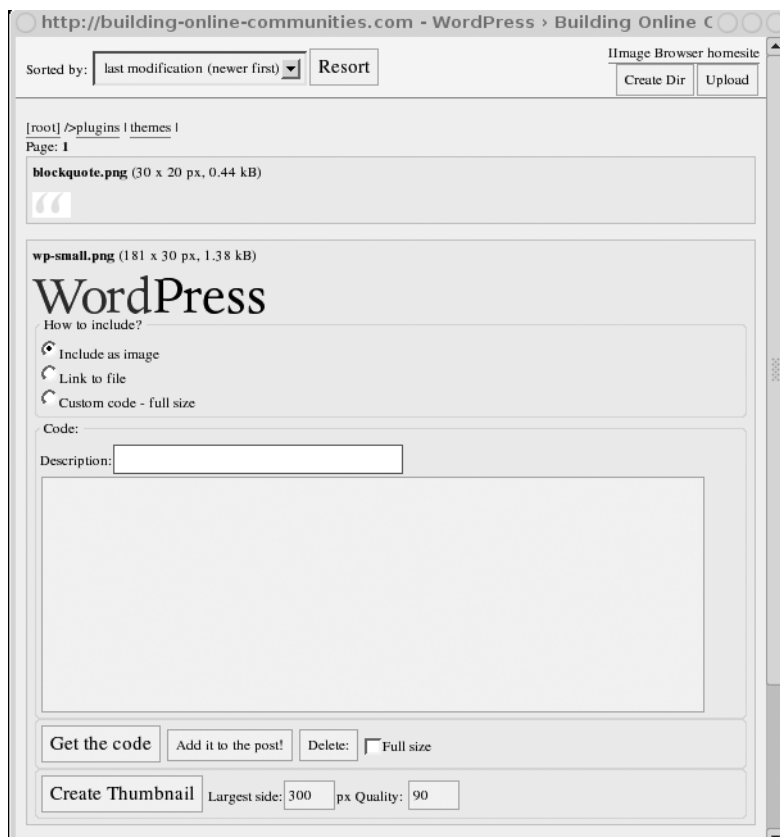 http://building-online-communities.com - WordPress › Building Online C
Sorted by: last modification (newer first) Resort
IImage Browser homesite
Create Dir Upload
[root] />plugins | themes |
Page: 1
blockquote.png (30 x 20 px, 0.44 kB)
“
wp-small.png (181 x 30 px, 1.38 kB)
WordPress
How to include?
Include as image
Link to file
Custom code - full size
Code:
Description:
Get the code Add it to the post! Delete: Full size
Create Thumbnail Largest side: 300 px Quality: 90